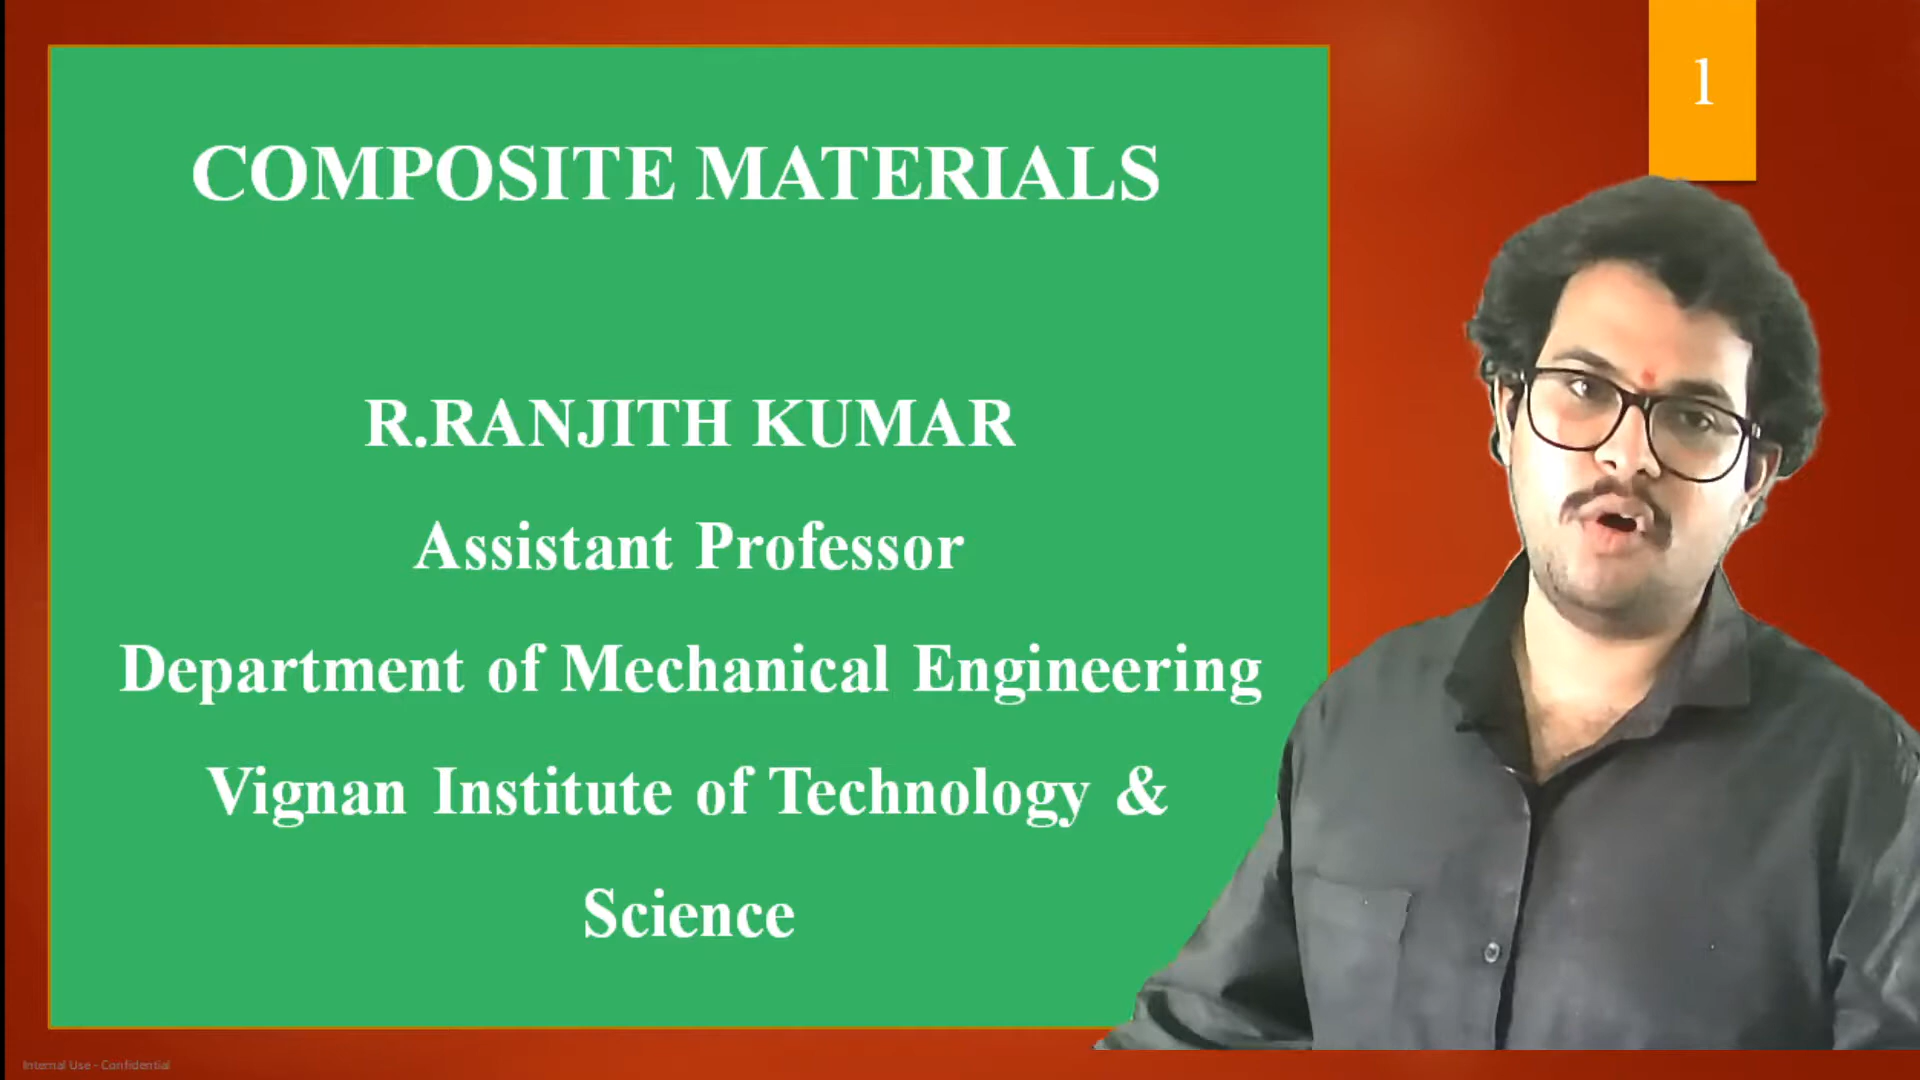 1
COMPOSITE MATERIALS
R.RANJITH KUMAR
Assistant Professor
Department of Mechanical Engineering
Vignan Institute of Technology &
Science
Internal Use - Confidential